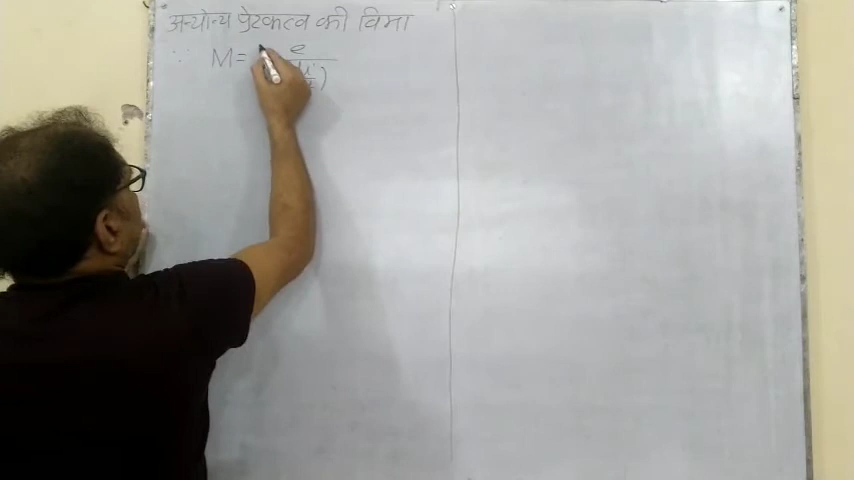 अन्योन्य प्रेरकत्व की विमा
∵ M = e